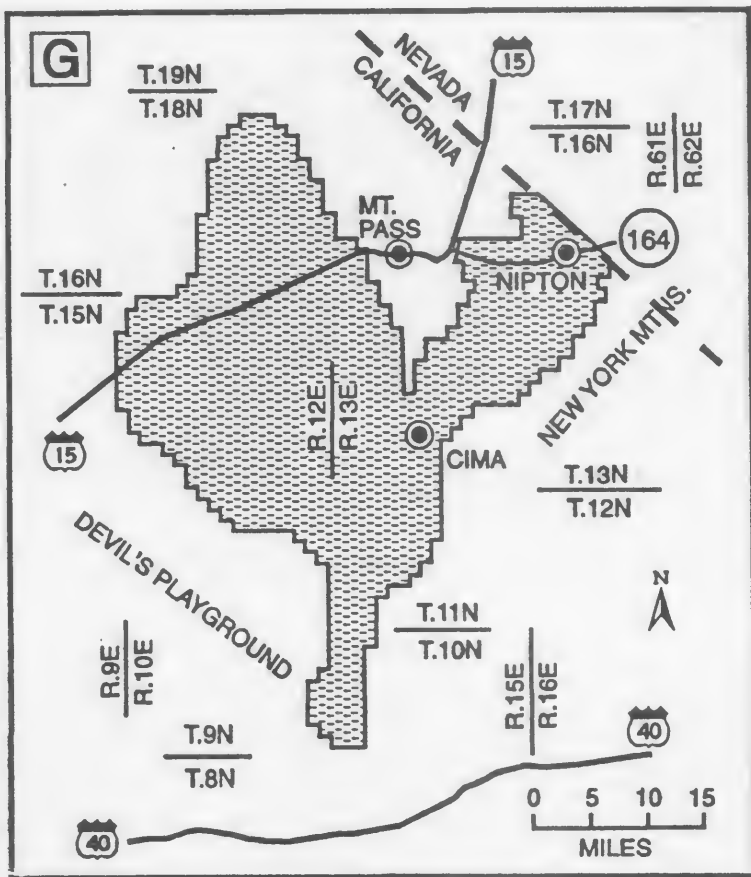 G
T.19N
T.18N
NEVADA
CALIFORNIA
15
T.17N
T.16N
R.61E
R.62E
MT.
PASS
164
NIPTON
T.16N
T.15N
NEW YORK MTNS.
R.12E
R.13E
CIMA
15
T.13N
T.12N
DEVIL'S PLAYGROUND
N
T.11N
T.10N
R.9E
R.10E
R.15E
R.16E
T.9N
T.8N
40
40
0 5 10 15
MILES